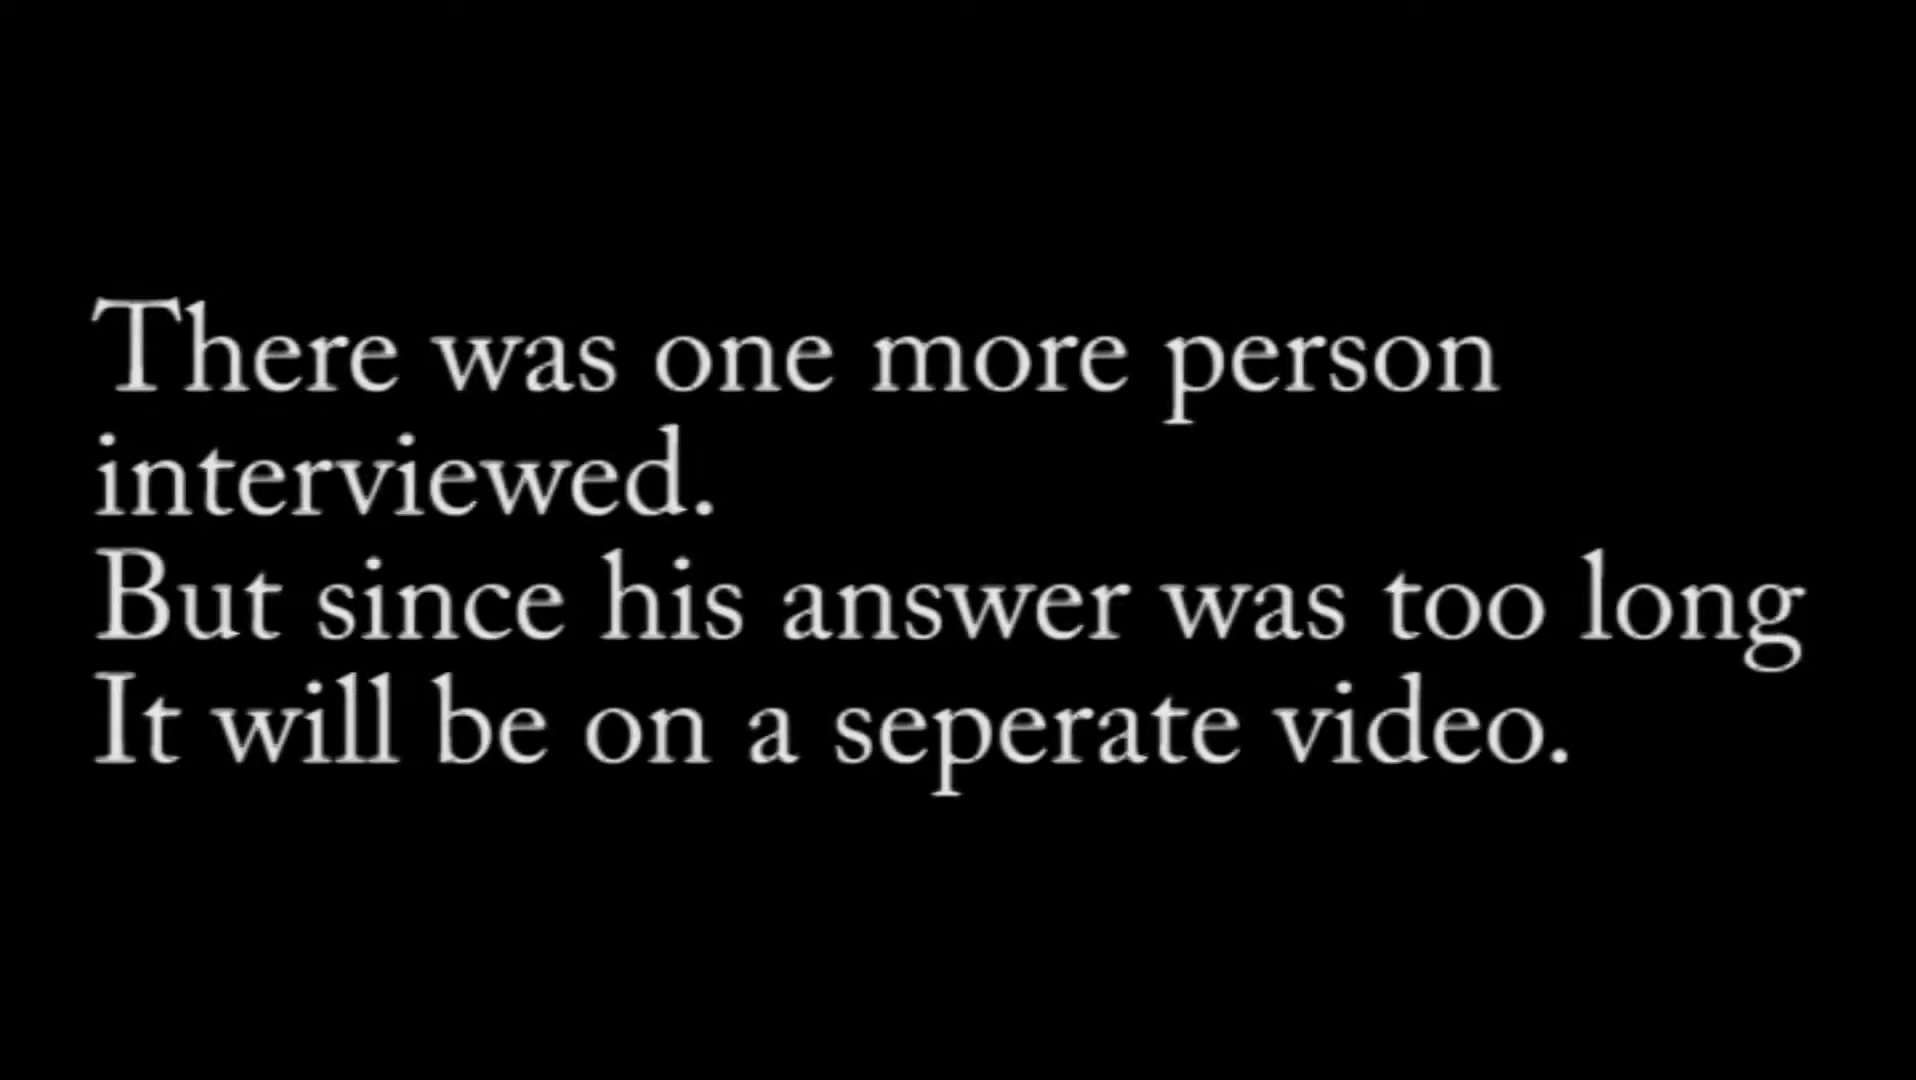 There was one more person
interviewed.
But since his answer was too long
It will be on a seperate video.